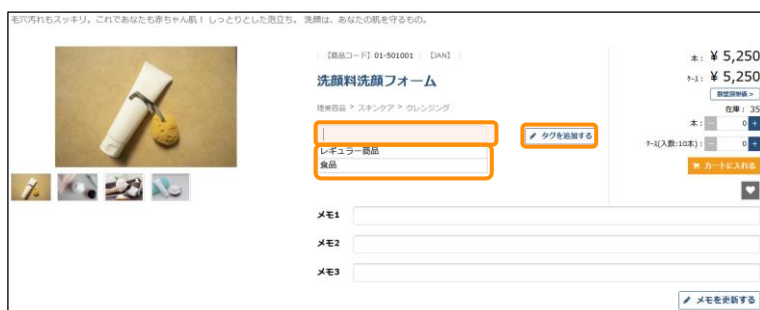 毛穴汚れもスッキリ。これであなたも赤ちゃん肌! しっとりとした泡立ち。 洗顔は、あなたの肌を守るもの。
【商品コード】01-501001 【JAN】
洗顔料洗顔フォーム
理美容品 > スキンケア > クレンジング
タグを追加する
レギュラー商品
食品
メモ1
メモ2
メモ3
メモを更新する
本: ¥ 5,250
ケース: ¥ 5,250
数量別単価 >
在庫: 35
本: - 0 +
ケース(入数:10本): - 0 +
カートに入れる